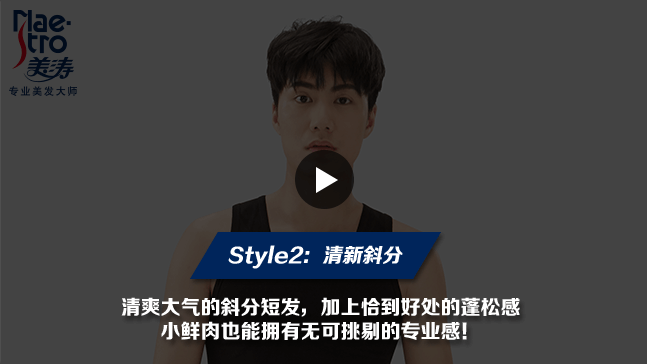 Maestro
美涛
专业美发大师
Style2：清新斜分
清爽大气的斜分短发，加上恰到好处的蓬松感
小鲜肉也能拥有无可挑剔的专业感！